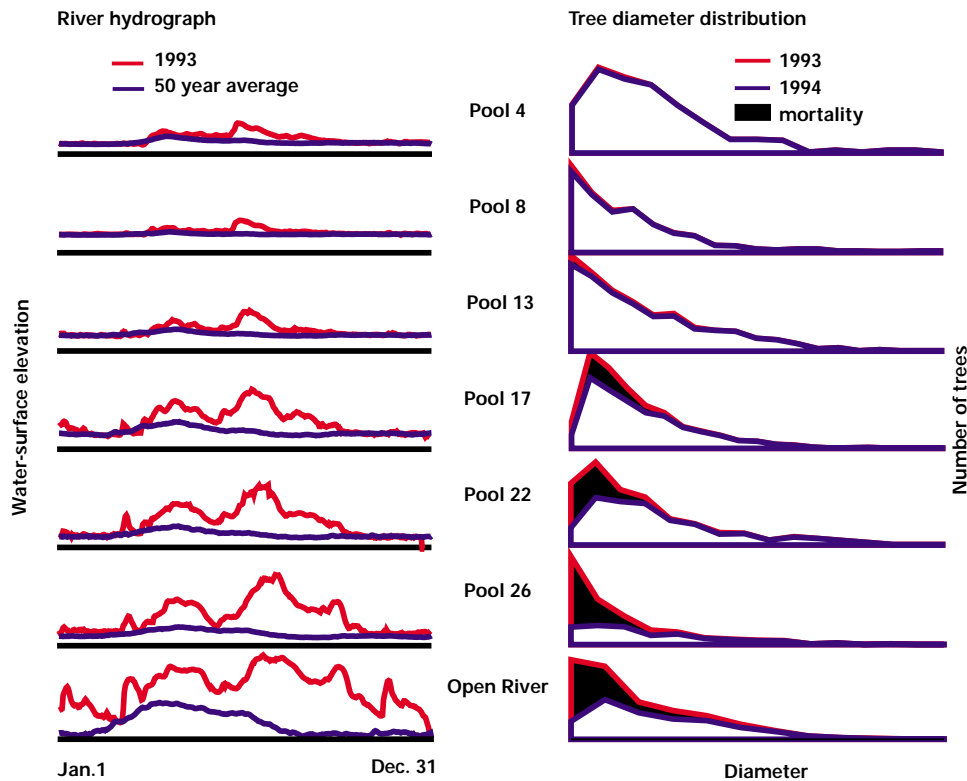 River hydrograph
1993
50 year average
Tree diameter distribution
1993
1994
mortality
Pool 4
Pool 8
Pool 13
Pool 17
Pool 22
Pool 26
Open River
Water-surface elevation
Number of trees
Jan.1
Dec. 31
Diameter